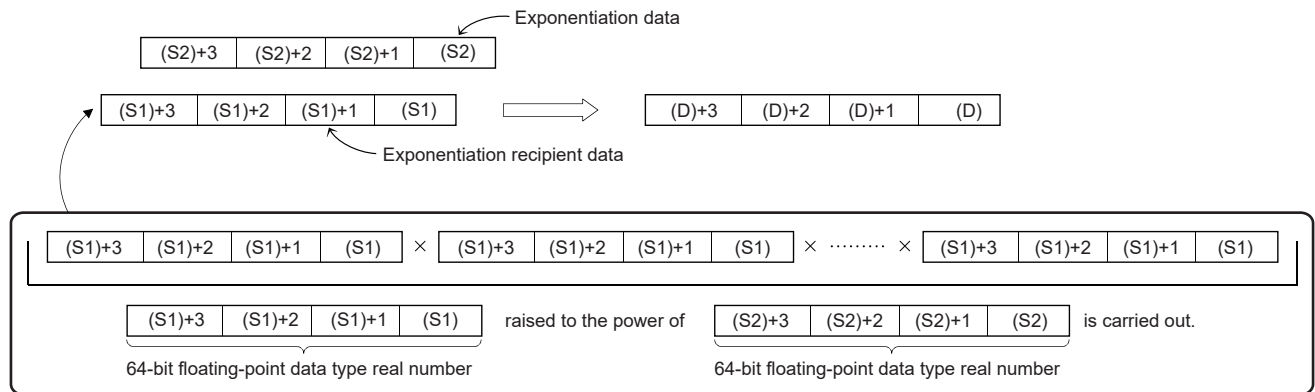 Exponentiation data
(S2)+3 (S2)+2 (S2)+1 (S2)
(S1)+3 (S1)+2 (S1)+1 (S1) (D)+3 (D)+2 (D)+1 (D)
Exponentiation recipient data
(S1)+3 (S1)+2 (S1)+1 (S1) × (S1)+3 (S1)+2 (S1)+1 (S1) × ········· × (S1)+3 (S1)+2 (S1)+1 (S1)
(S1)+3 (S1)+2 (S1)+1 (S1) raised to the power of (S2)+3 (S2)+2 (S2)+1 (S2) is carried out.
64-bit floating-point data type real number 64-bit floating-point data type real number